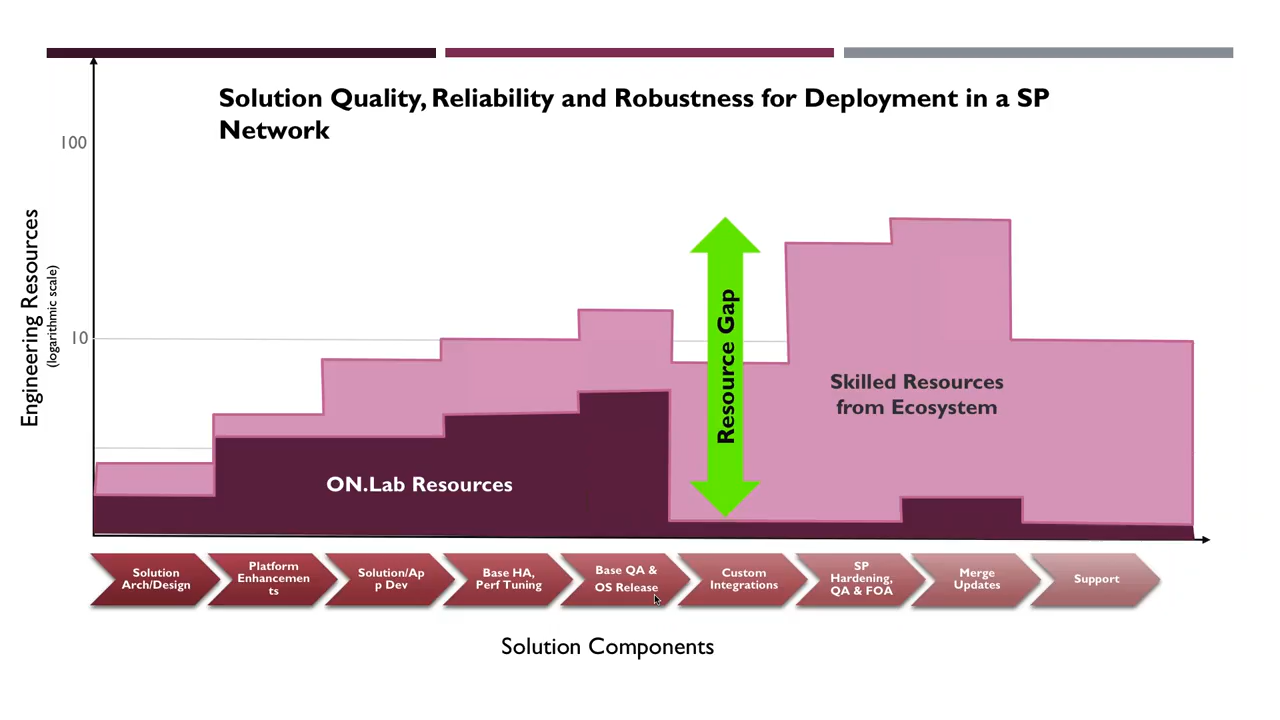 Solution Quality, Reliability and Robustness for Deployment in a SP
Network
100
10
Engineering Resources
(logarithmic scale)
Resource Gap
Skilled Resources
from Ecosystem
ON.Lab Resources
Solution
Arch/Design
Platform
Enhancemen
ts
Solution/Ap
p Dev
Base HA,
Perf Tuning
Base QA &
OS Release
Custom
Integrations
SP
Hardening,
QA & FOA
Merge
Updates
Support
Solution Components